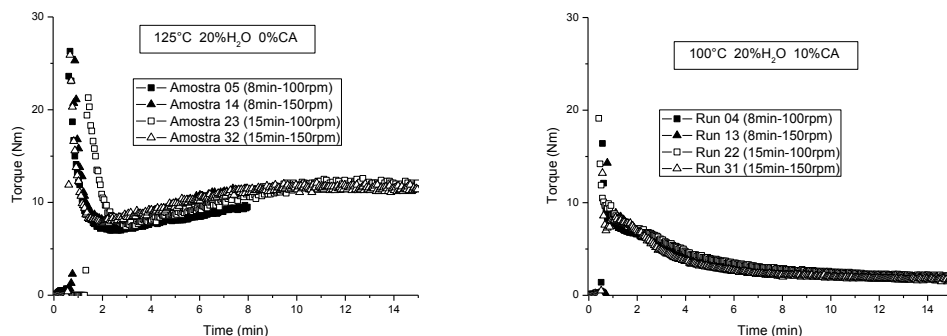 125°C 20%H₂O 0%CA
Amostra 05 (8min-100rpm)
Amostra 14 (8min-150rpm)
Amostra 23 (15min-100rpm)
Amostra 32 (15min-150rpm)
Torque (Nm)
30
20
10
0
0 2 4 6 8 10 12 14
Time (min)
100°C 20%H₂O 10%CA
Run 04 (8min-100rpm)
Run 13 (8min-150rpm)
Run 22 (15min-100rpm)
Run 31 (15min-150rpm)
Torque (Nm)
30
20
10
0
0 2 4 6 8 10 12 14
Time (min)